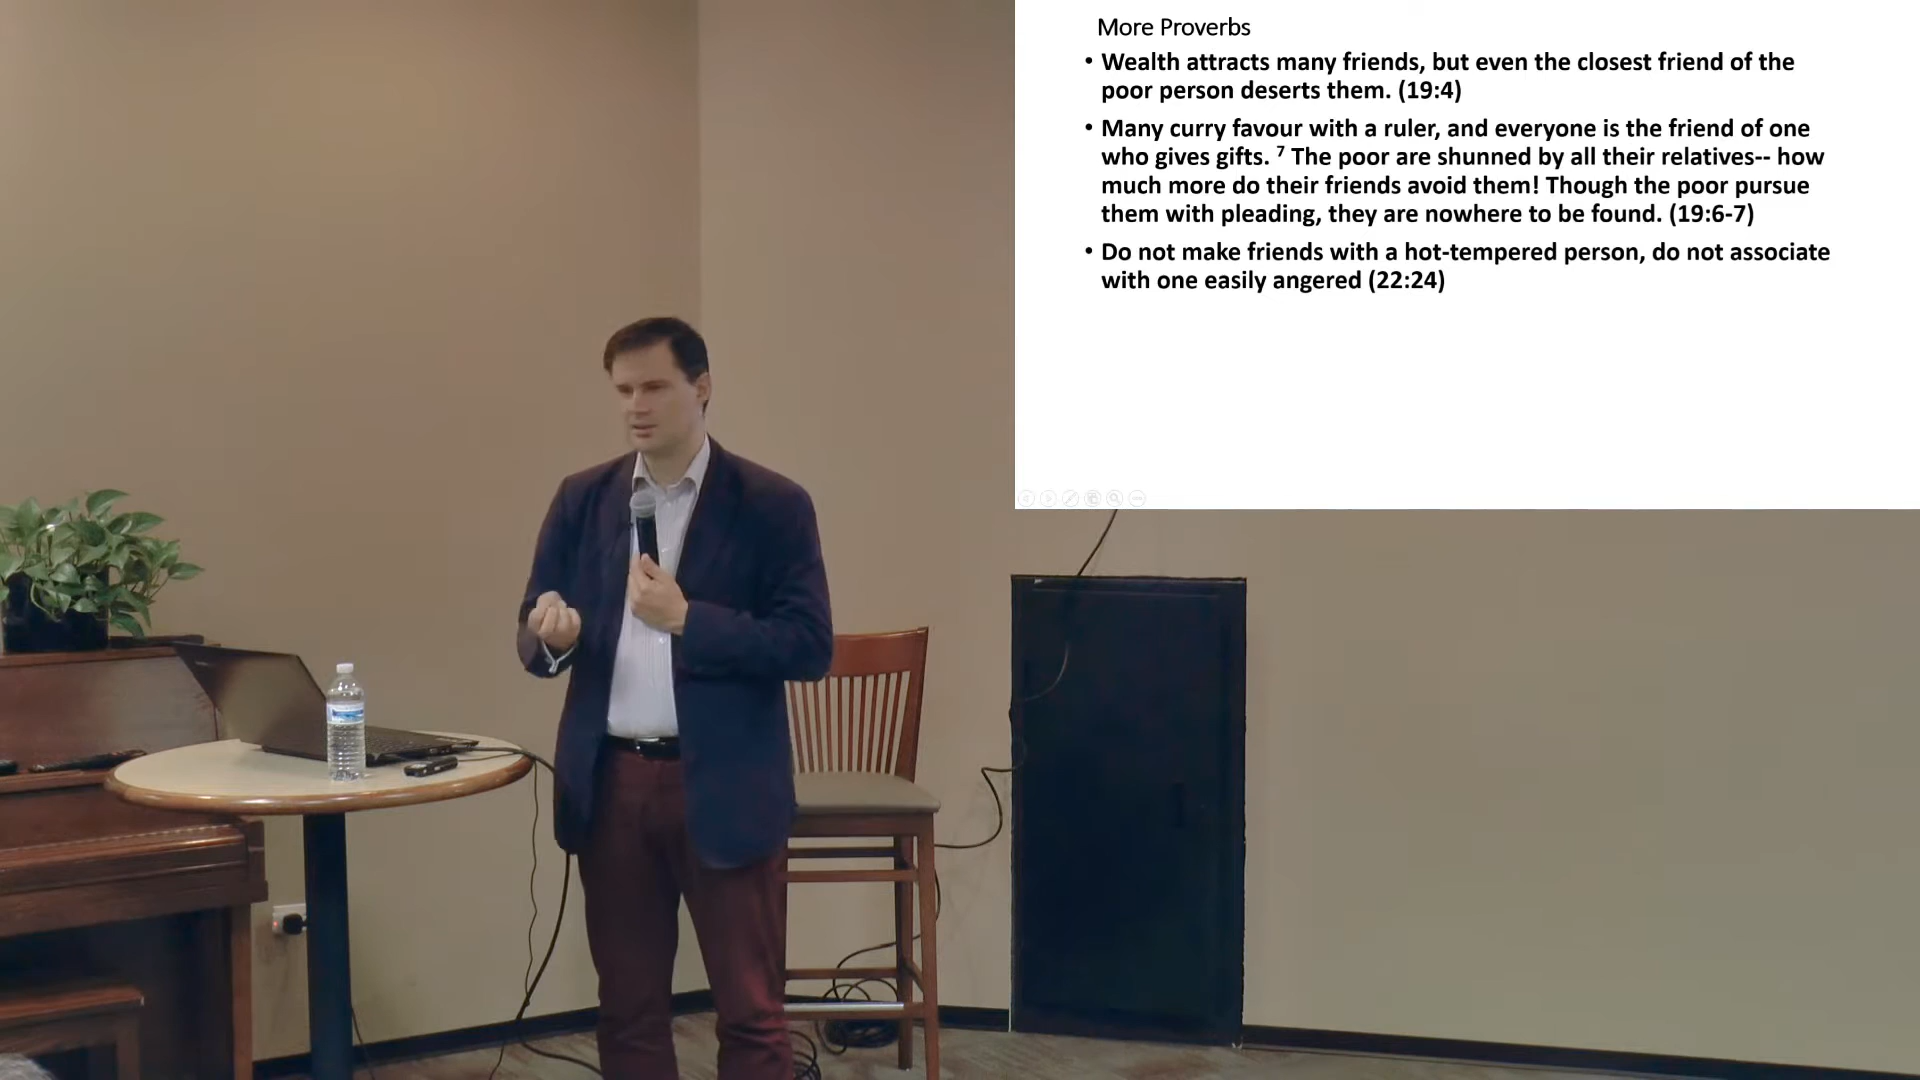 More Proverbs
• Wealth attracts many friends, but even the closest friend of the
poor person deserts them. (19:4)
• Many curry favour with a ruler, and everyone is the friend of one
who gives gifts. ⁷ The poor are shunned by all their relatives-- how
much more do their friends avoid them! Though the poor pursue
them with pleading, they are nowhere to be found. (19:6-7)
• Do not make friends with a hot-tempered person, do not associate
with one easily angered (22:24)